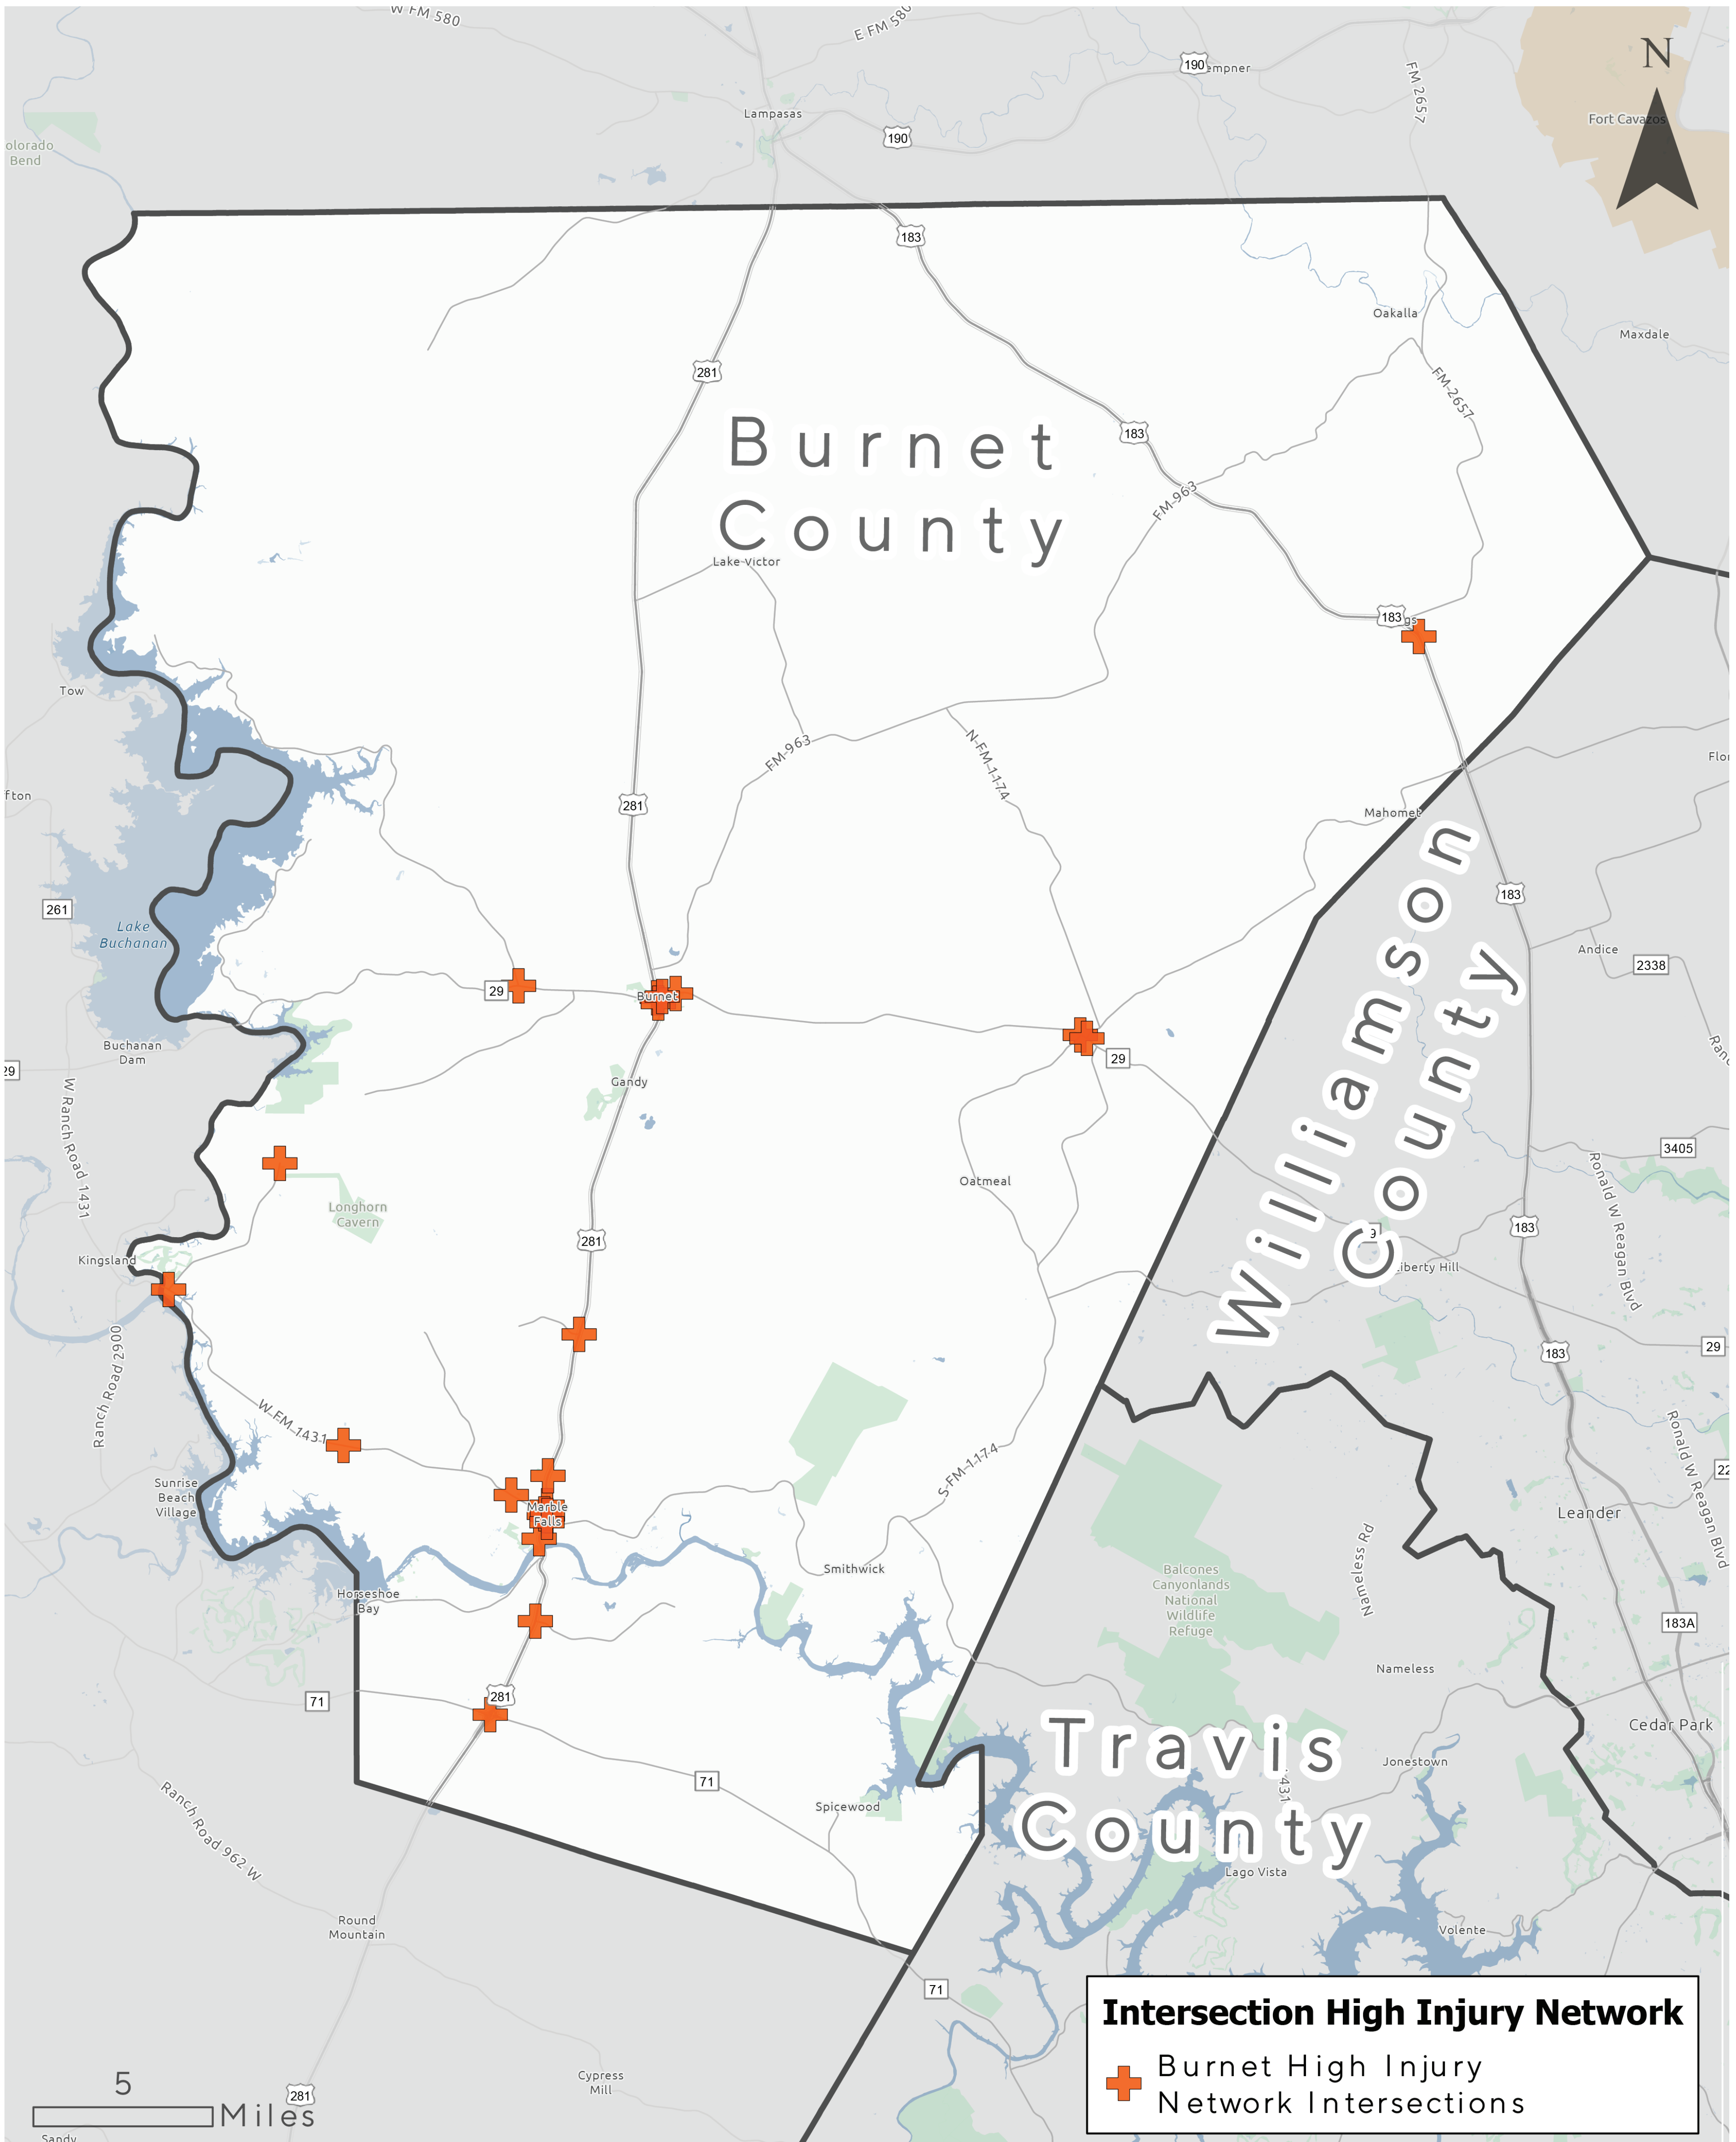 W FM 580
E FM 580
N
190
FM 2657
Lampasas
190
Fort Cavazos
olorado
Bend
183
Oakalla
Maxdale
281
FM-2657
Burnet
County
183
FM-963
Lake Victor
183
Tow
FM-963
N-FM-1174
281
fton
Mahomet
Williamson
County
183
261
Lake
Buchanan
Andice
2338
29
Burnet
Buchanan
Dam
29
29
Gandy
W Ranch Road 1431
3405
Oatmeal
Ronald W Reagan Blvd
Longhorn
Cavern
183
281
Kingsland
9
iberty Hill
Ranch Road 2900
29
183
W FM 1431
Ronald W Reagan Blvd
S-FM-1174
22
Sunrise
Beach
Village
Marble
Falls
Leander
Nameless Rd
Smithwick
Balcones
Canyonlands
National
Wildlife
Refuge
Horseshoe
Bay
183A
Nameless
281
71
Travis
County
Cedar Park
Jonestown
71
431
Spicewood
Ranch Road 962 W
Lago Vista
Round
Mountain
Volente
71
Intersection High Injury Network
Burnet High Injury
Network Intersections
Cypress
Mill
5
281
Miles
Sandy